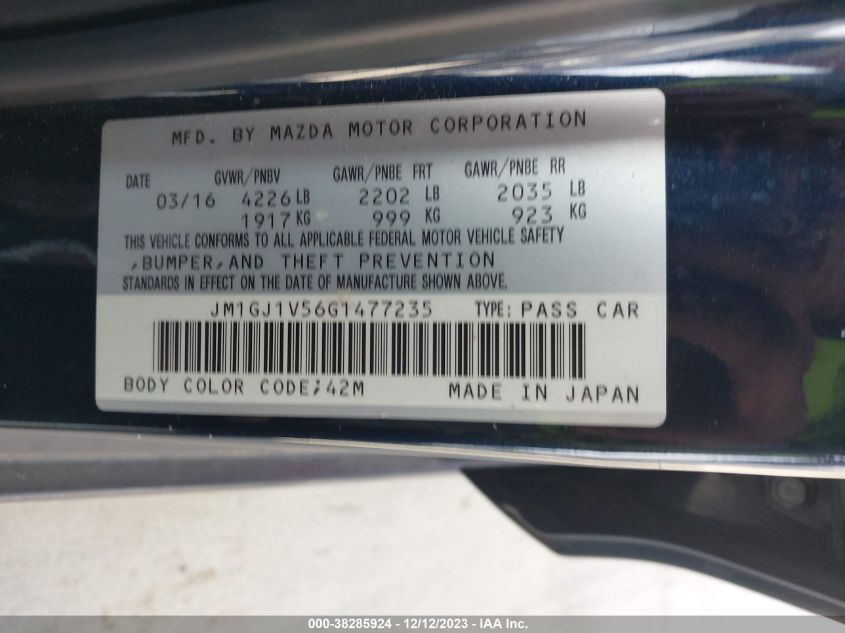 MFD. BY MAZDA MOTOR CORPORATION
DATE GVWR/PNBV GAWR/PNBE FRT GAWR/PNBE RR
03/16 4226 LB 2202 LB 2035 LB
1917 KG 999 KG 923 KG
THIS VEHICLE CONFORMS TO ALL APPLICABLE FEDERAL MOTOR VEHICLE SAFETY
,BUMPER,AND THEFT PREVENTION
STANDARDS IN EFFECT ON THE DATE OF MANUFACTURE SHOWN ABOVE.
JM1GJ1V56G1477235 TYPE: PASS CAR
BODY COLOR CODE;42M MADE IN JAPAN
000-38285924 - 12/12/2023 - IAA Inc.